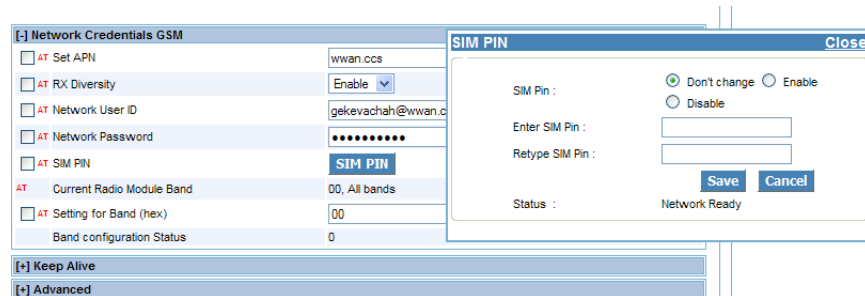 [-] Network Credentials GSM
AT Set APN
wwan.ccs
AT RX Diversity
Enable
AT Network User ID
gekevachah@wwan.c
AT Network Password
••••••••••
AT SIM PIN
SIM PIN
AT Current Radio Module Band
00, All bands
AT Setting for Band (hex)
00
Band configuration Status
0
[+] Keep Alive
[+] Advanced
SIM PIN
Close
SIM Pin :
Don't change
Enable
Disable
Enter SIM Pin :
Retype SIM Pin :
Save
Cancel
Status :
Network Ready